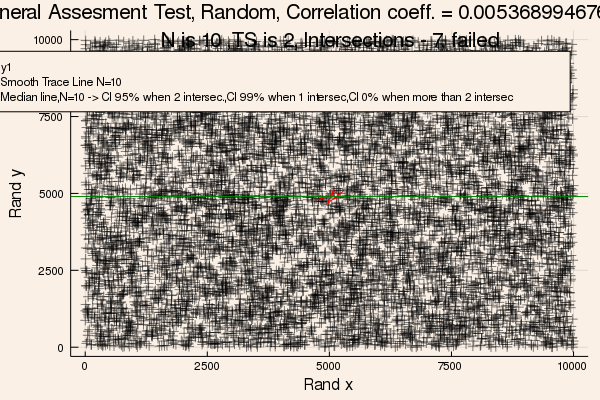 neral Assesment Test, Random, Correlation coeff. = 0.005368994676
N is 10 TS is 2, Intersections - 7, failed
y1
Smooth Trace Line N=10
Median line,N=10 -> CI 95% when 2 intersec,CI 99% when 1 intersec,CI 0% when more than 2 intersec
10000
7500
5000
2500
0
Rand y
0 2500 5000 7500 10000
Rand x